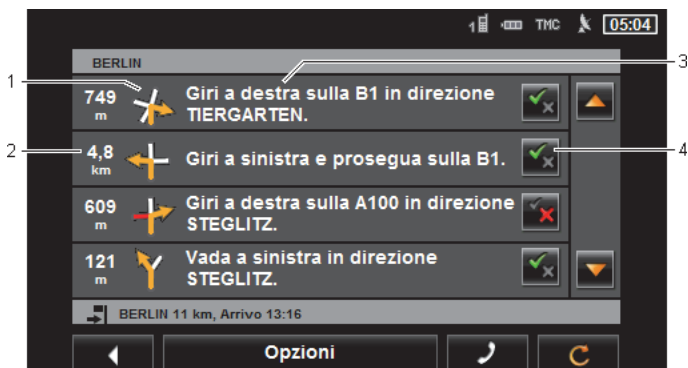 1 TMC 05:04
BERLIN
1
3
749 m
Giri a destra sulla B1 in direzione
TIERGARTEN.
2
4,8 km
Giri a sinistra e prosegua sulla B1.
4
609 m
Giri a destra sulla A100 in direzione
STEGLITZ.
121 m
Vada a sinistra in direzione
STEGLITZ.
BERLIN 11 km, Arrivo 13:16
Opzioni